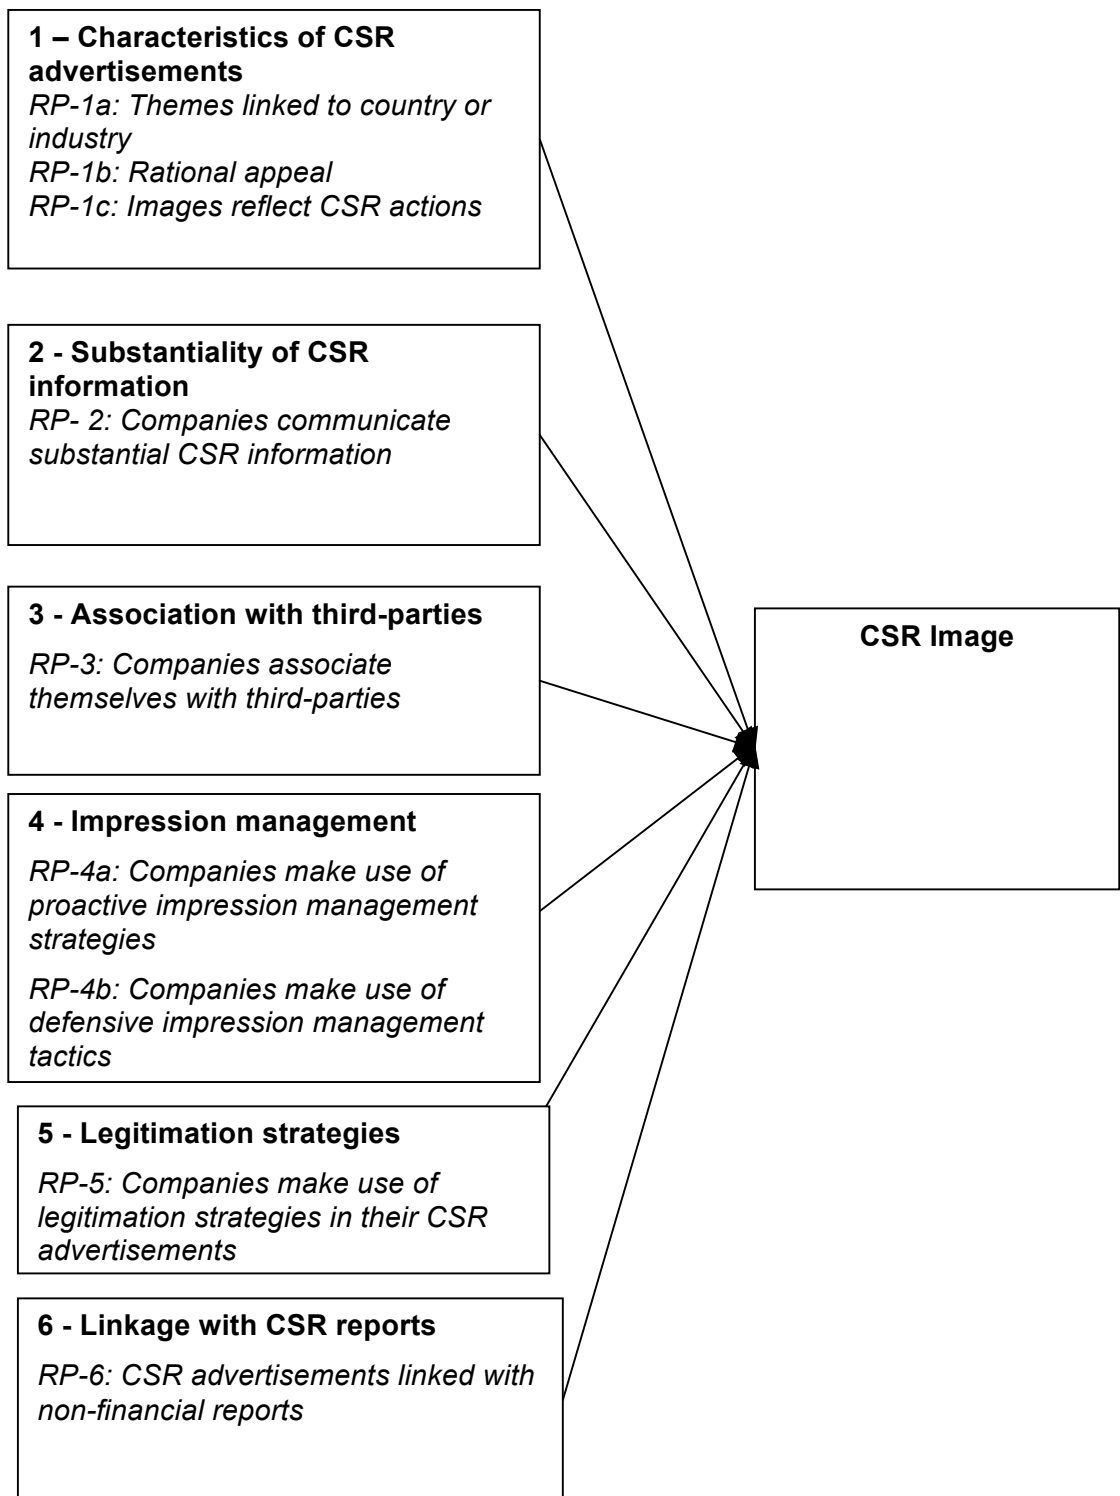 1 – Characteristics of CSR
advertisements
RP-1a: Themes linked to country or
industry
RP-1b: Rational appeal
RP-1c: Images reflect CSR actions
2 - Substantiality of CSR
information
RP- 2: Companies communicate
substantial CSR information
3 - Association with third-parties
RP-3: Companies associate
themselves with third-parties
CSR Image
4 - Impression management
RP-4a: Companies make use of
proactive impression management
strategies
RP-4b: Companies make use of
defensive impression management
tactics
5 - Legitimation strategies
RP-5: Companies make use of
legitimation strategies in their CSR
advertisements
6 - Linkage with CSR reports
RP-6: CSR advertisements linked with
non-financial reports